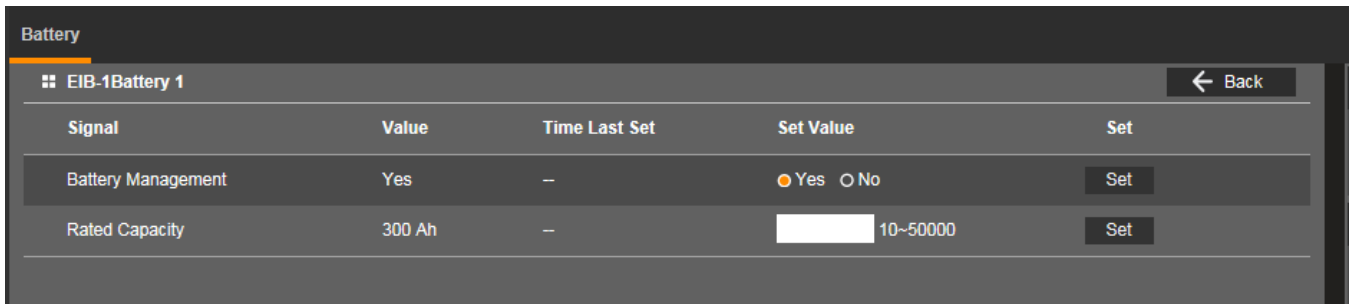 Battery
EIB-1Battery 1
← Back
Signal Value Time Last Set Set Value Set
Battery Management Yes -- Yes No Set
Rated Capacity 300 Ah -- 10~50000 Set